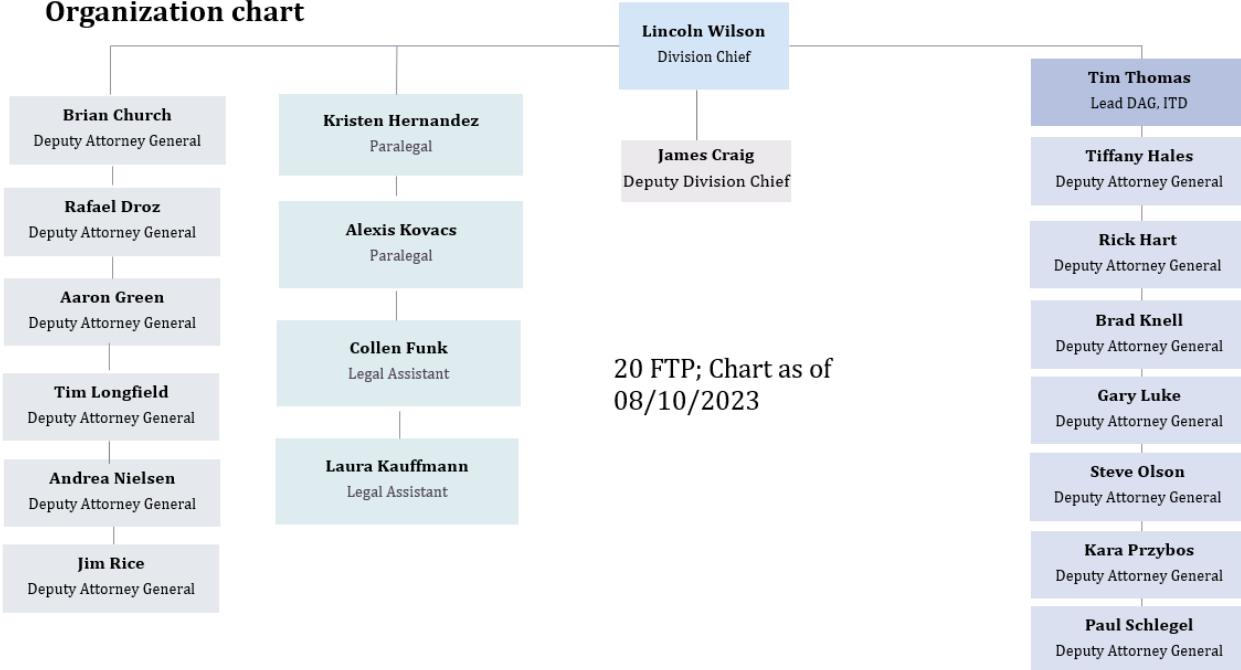 Organization chart
Lincoln Wilson
Division Chief
James Craig
Deputy Division Chief
Brian Church
Deputy Attorney General
Rafael Droz
Deputy Attorney General
Aaron Green
Deputy Attorney General
Tim Longfield
Deputy Attorney General
Andrea Nielsen
Deputy Attorney General
Jim Rice
Deputy Attorney General
Kristen Hernandez
Paralegal
Alexis Kovacs
Paralegal
Collen Funk
Legal Assistant
Laura Kauffmann
Legal Assistant
20 FTP; Chart as of
08/10/2023
Tim Thomas
Lead DAG, ITD
Tiffany Hales
Deputy Attorney General
Rick Hart
Deputy Attorney General
Brad Knell
Deputy Attorney General
Gary Luke
Deputy Attorney General
Steve Olson
Deputy Attorney General
Kara Przybos
Deputy Attorney General
Paul Schlegel
Deputy Attorney General